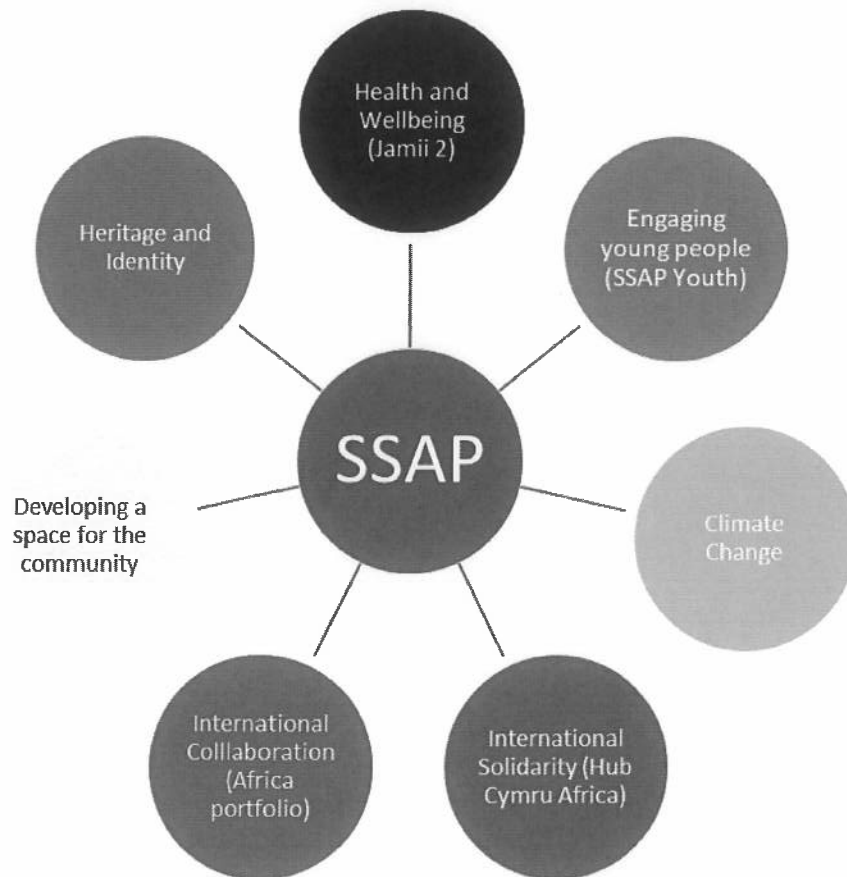 Health and
Wellbeing
(Jamii 2)
Engaging
young people
(SSAP Youth)
Climate
Change
International
Solidarity (Hub
Cymru Africa)
International
Colllaboration
(Africa
portfolio)
Developing a
space for the
community
Heritage and
Identity
SSAP